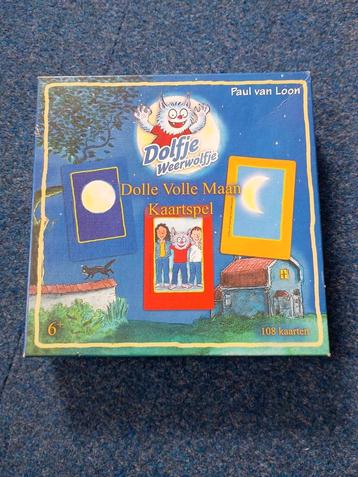 Paul van Loon
Dolfje
Weerwolfje
Dolle Volle Maan
Kaartspel
6+
108 kaarten